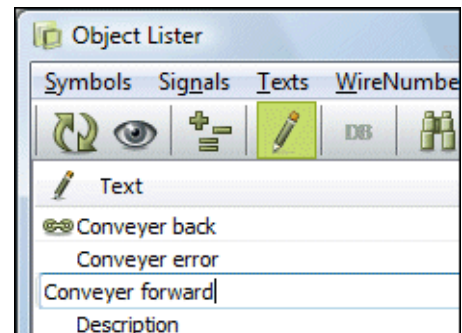 Object Lister
Symbols Signals Texts WireNumbe
DB
Text
Conveyer back
Conveyer error
Conveyer forward
Description